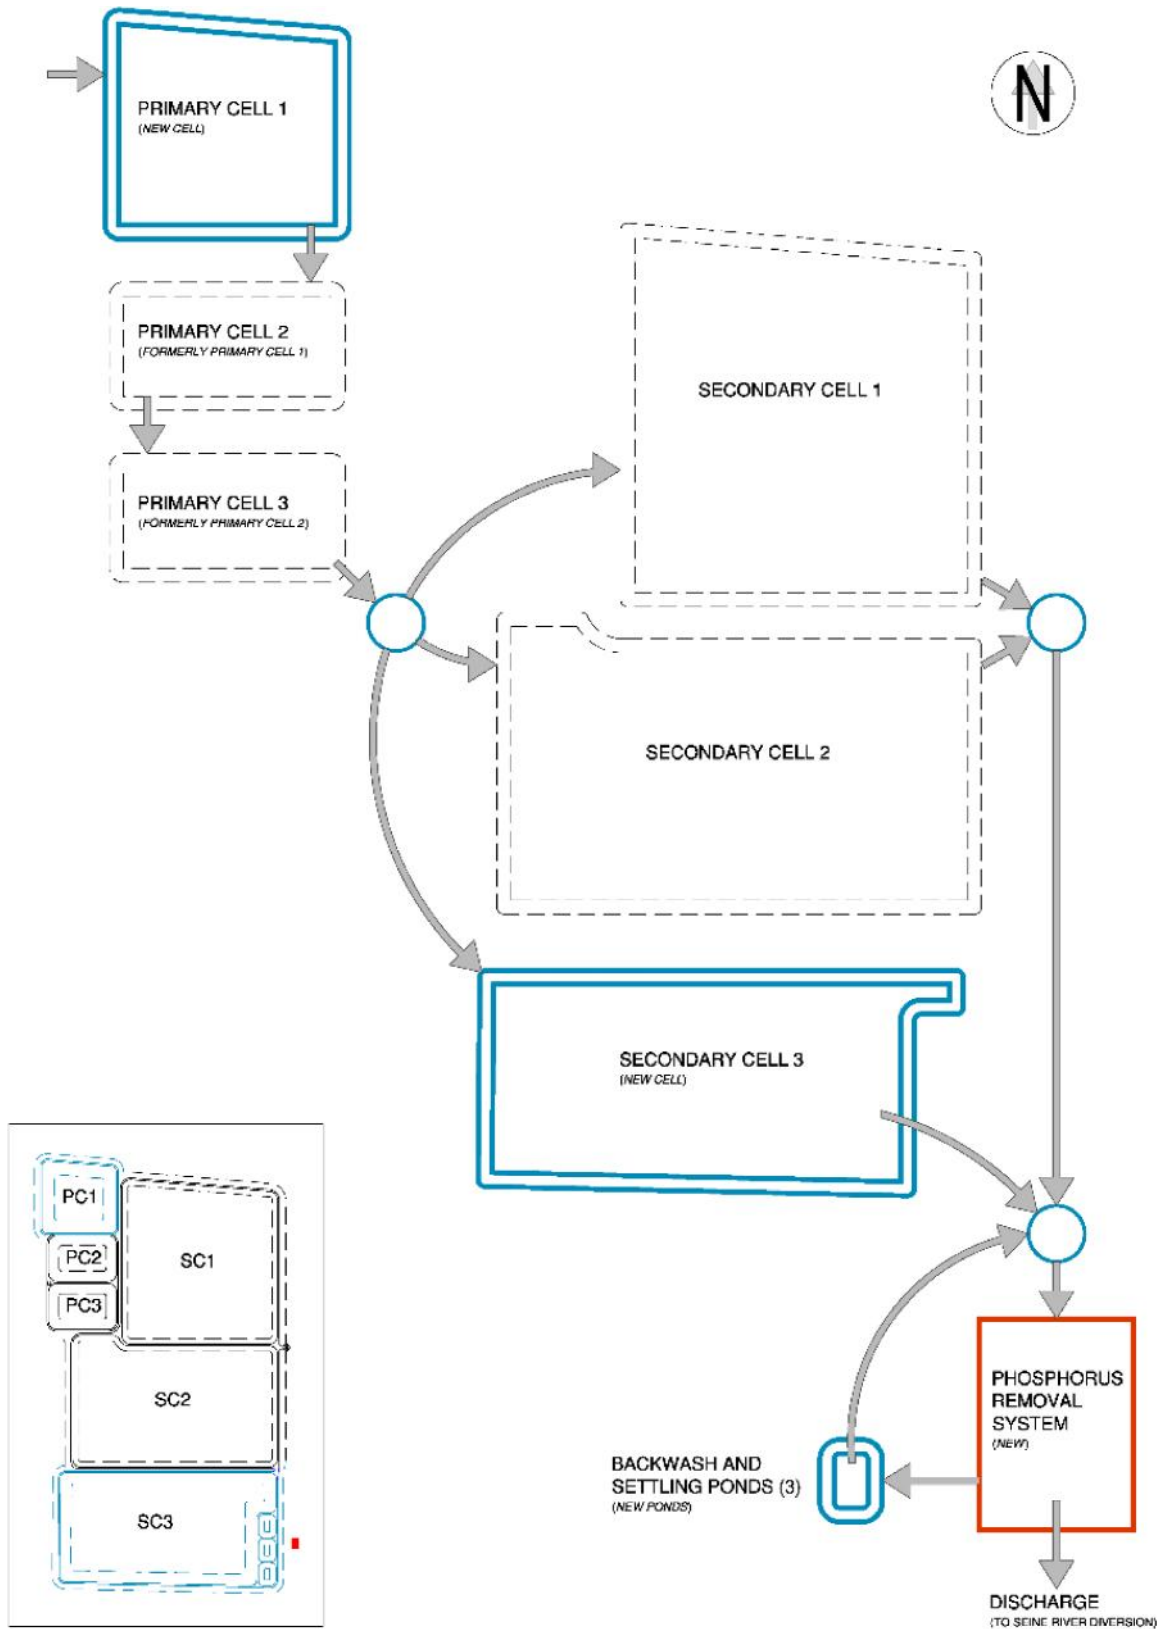 PRIMARY CELL 1
(NEW CELL)
N
PRIMARY CELL 2
(FORMERLY PRIMARY CELL 1)
SECONDARY CELL 1
PRIMARY CELL 3
(FORMERLY PRIMARY CELL 2)
SECONDARY CELL 2
SECONDARY CELL 3
(NEW CELL)
PC1
PC2
PC3
SC1
SC2
SC3
PHOSPHORUS
REMOVAL
SYSTEM
(NEW)
BACKWASH AND
SETTLING PONDS (3)
(NEW PONDS)
DISCHARGE
(TO SEINE RIVER DIVERSION)